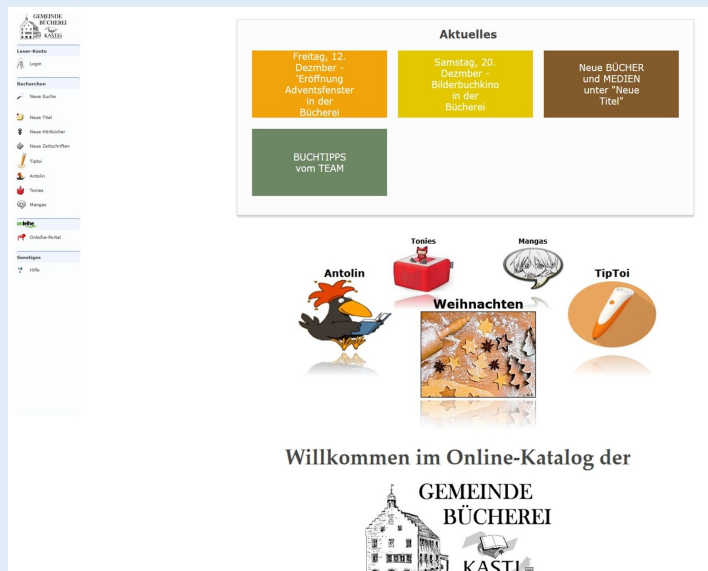 GEMEINDE
BÜCHEREI
KASTL
Leser-Konto
Login
Recherchen
Neue Suche
Neue Titel
Neue Hörbücher
Neue Zeitschriften
Tiptoi
Antolin
Tonies
Mangas
onleihe
Onleihe-Portal
Sonstiges
Hilfe
Aktuelles
Freitag, 12.
Dezmber -
'Eröffnung
Adventsfenster
in der
Bücherei
Samstag, 20.
Dezmber -
Bilderbuchkino
in der
Bücherei
Neue BÜCHER
und MEDIEN
unter "Neue
Titel"
BUCHTIPPS
vom TEAM
Tonies
Mangas
Antolin
TipToi
Weihnachten
Willkommen im Online-Katalog der
GEMEINDE
BÜCHEREI
KASTL